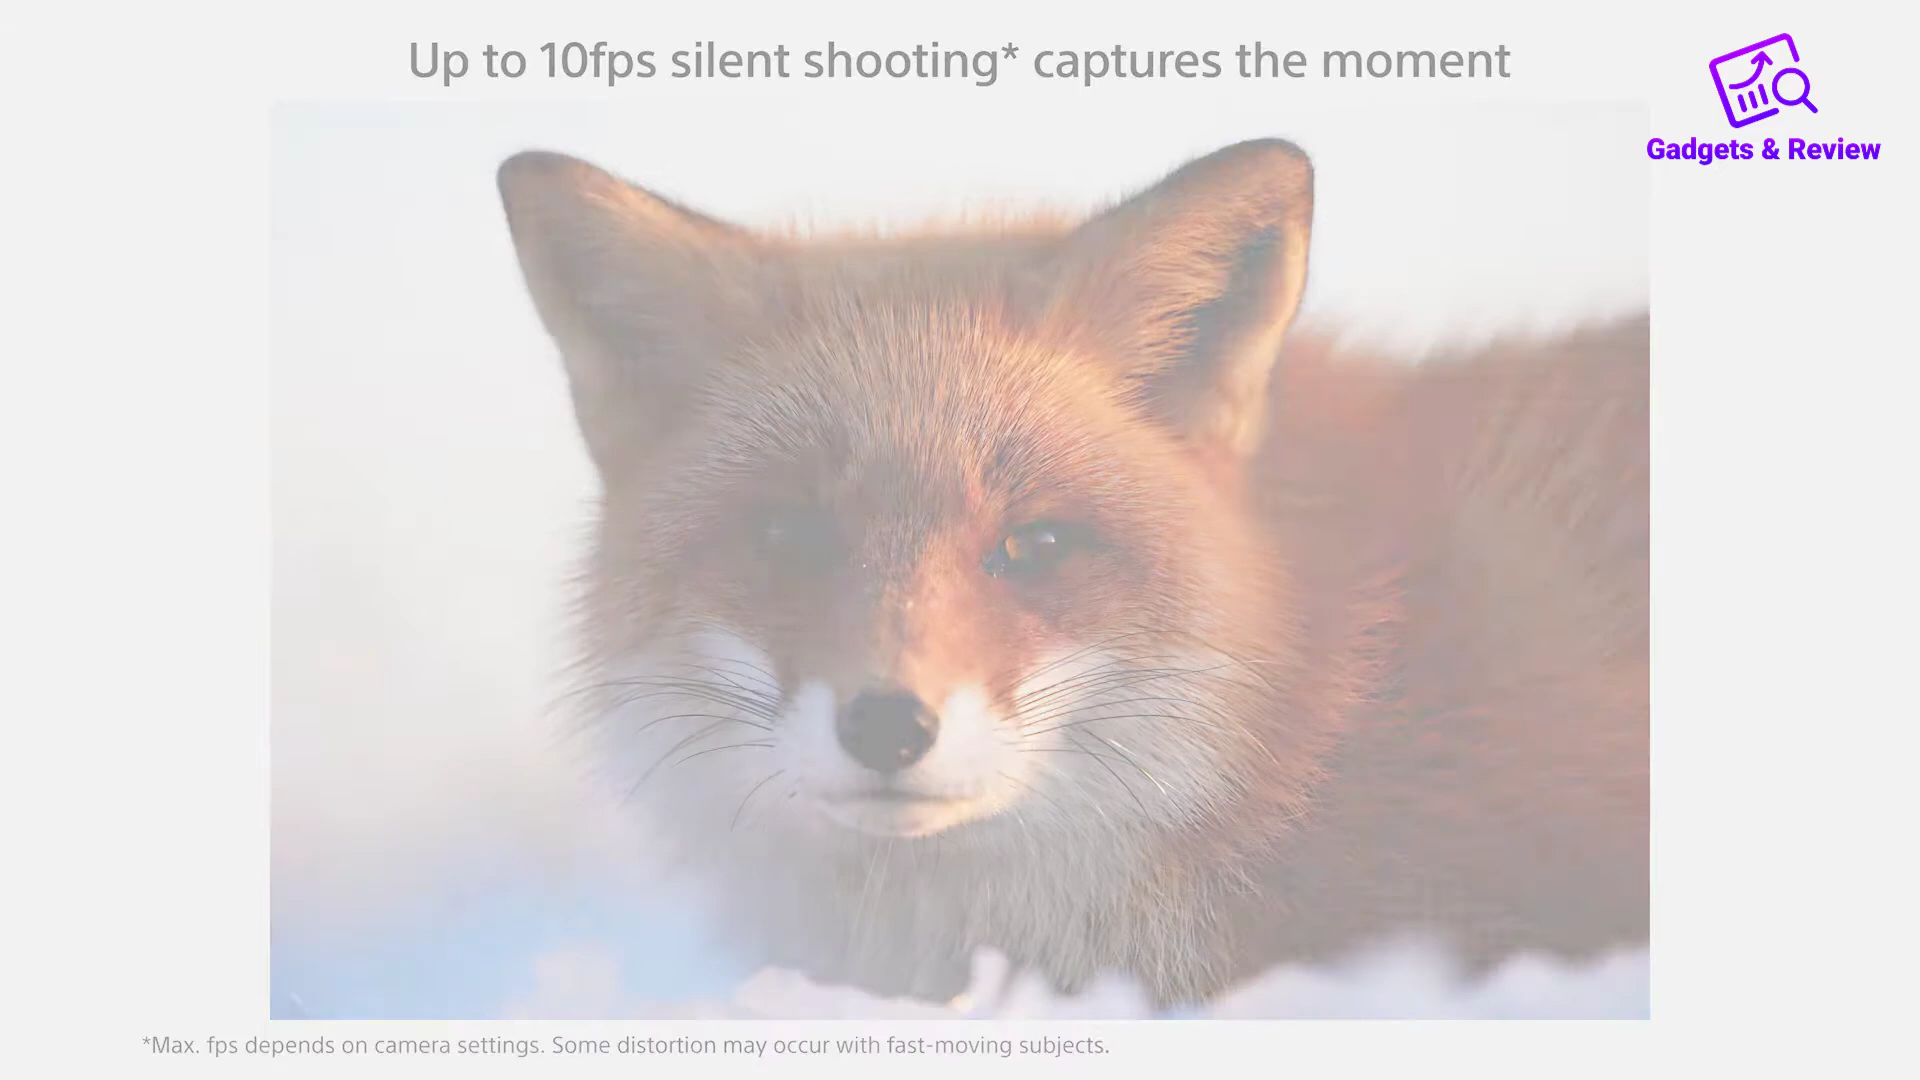 Up to 10fps silent shooting* captures the moment
Gadgets & Review
*Max. fps depends on camera settings. Some distortion may occur with fast-moving subjects.